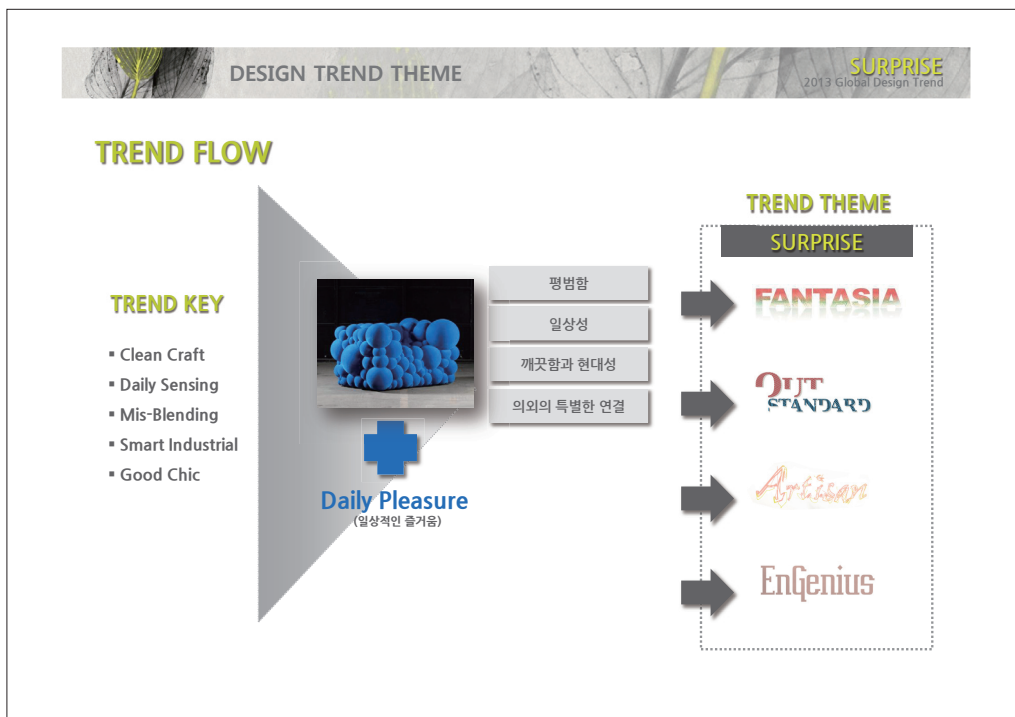 DESIGN TREND THEME
SURPRISE
2013 Global Design Trend
TREND FLOW
TREND KEY
▪ Clean Craft
▪ Daily Sensing
▪ Mis-Blending
▪ Smart Industrial
▪ Good Chic
평범함
일상성
깨끗함과 현대성
의외의 특별한 연결
Daily Pleasure
(일상적인 즐거움)
TREND THEME
SURPRISE
FANTASIA
OUT
STANDARD
Artisan
EnGenius